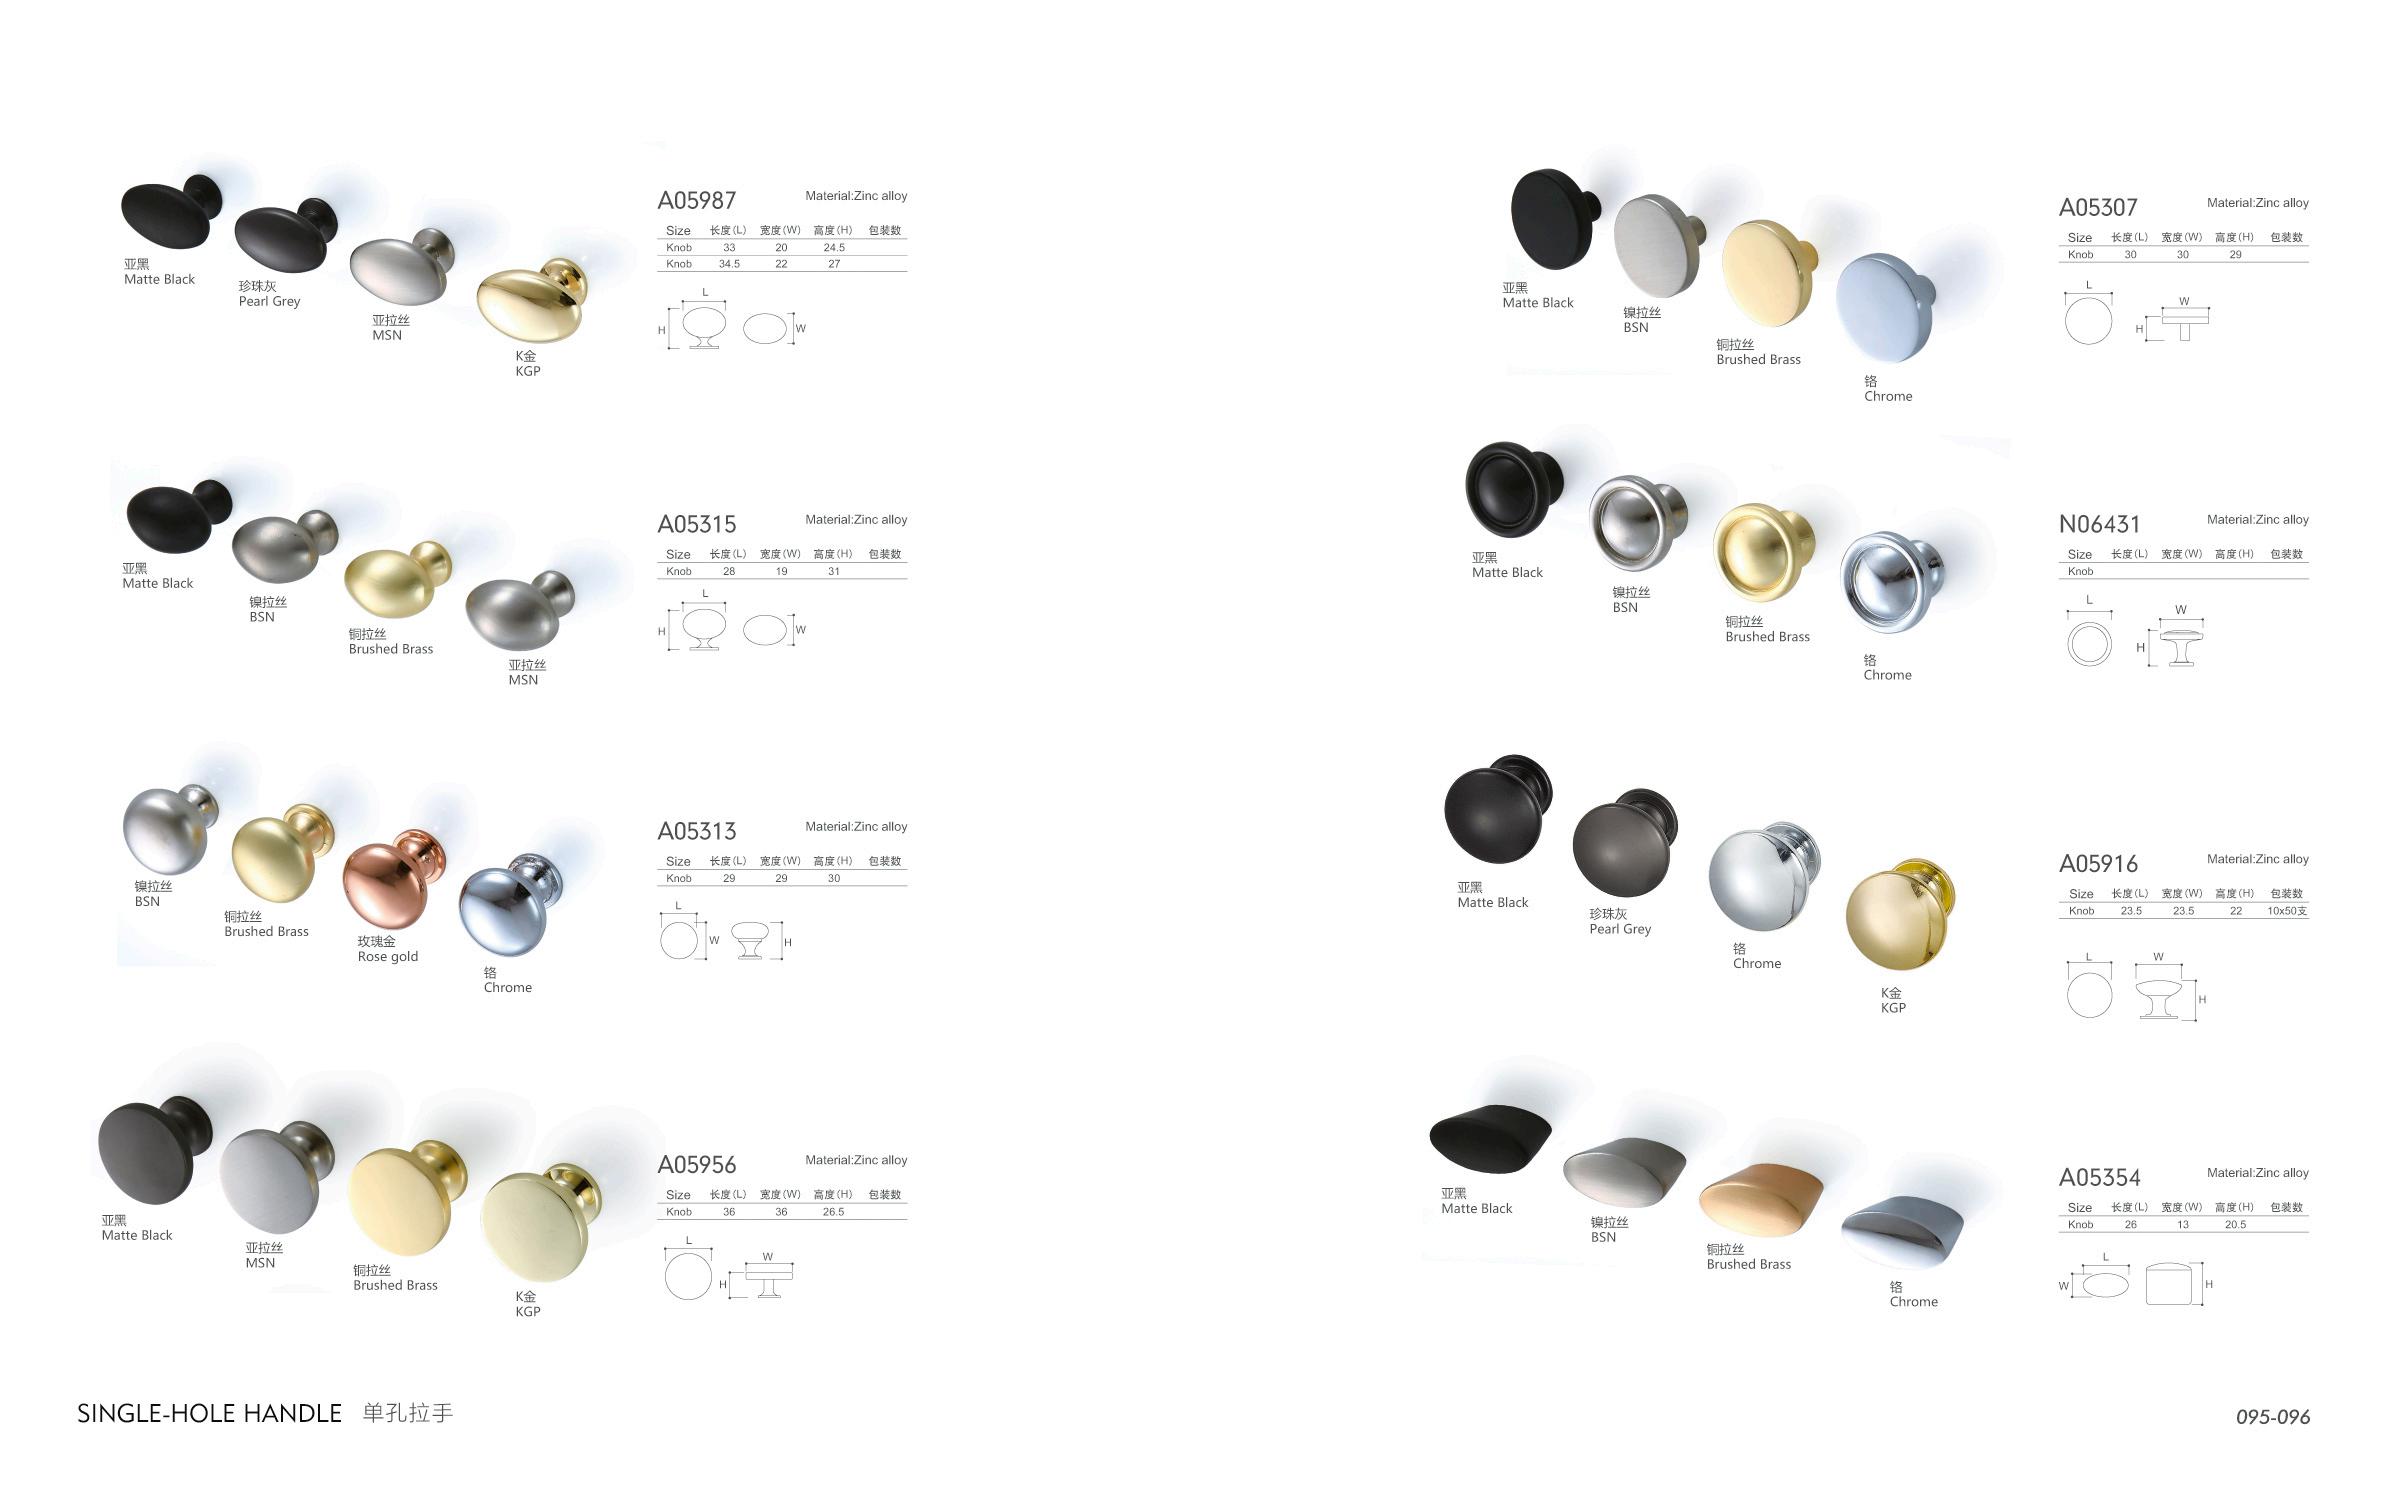 亚黑
Matte Black
珍珠灰
Pearl Grey
亚拉丝
MSN
K金
KGP
A05987 Material:Zinc alloy
Size 长度(L) 宽度(W) 高度(H) 包装数
Knob 33 20 24.5
Knob 34.5 22 27
L
H W
亚黑
Matte Black
镍拉丝
BSN
铜拉丝
Brushed Brass
亚拉丝
MSN
A05315 Material:Zinc alloy
Size 长度(L) 宽度(W) 高度(H) 包装数
Knob 28 19 31
L
H W
镍拉丝
BSN
铜拉丝
Brushed Brass
玫瑰金
Rose gold
铬
Chrome
A05313 Material:Zinc alloy
Size 长度(L) 宽度(W) 高度(H) 包装数
Knob 29 29 30
L
W H
亚黑
Matte Black
亚拉丝
MSN
铜拉丝
Brushed Brass
K金
KGP
A05956 Material:Zinc alloy
Size 长度(L) 宽度(W) 高度(H) 包装数
Knob 36 36 26.5
L
W
H
亚黑
Matte Black
镍拉丝
BSN
铜拉丝
Brushed Brass
铬
Chrome
A05307 Material:Zinc alloy
Size 长度(L) 宽度(W) 高度(H) 包装数
Knob 30 30 29
L
W
H
亚黑
Matte Black
镍拉丝
BSN
铜拉丝
Brushed Brass
铬
Chrome
N06431 Material:Zinc alloy
Size 长度(L) 宽度(W) 高度(H) 包装数
Knob
L
W
H
亚黑
Matte Black
珍珠灰
Pearl Grey
铬
Chrome
K金
KGP
A05916 Material:Zinc alloy
Size 长度(L) 宽度(W) 高度(H) 包装数
Knob 23.5 23.5 22 10x50支
L W
H
亚黑
Matte Black
镍拉丝
BSN
铜拉丝
Brushed Brass
铬
Chrome
A05354 Material:Zinc alloy
Size 长度(L) 宽度(W) 高度(H) 包装数
Knob 26 13 20.5
L
W H
SINGLE-HOLE HANDLE 单孔拉手
095-096